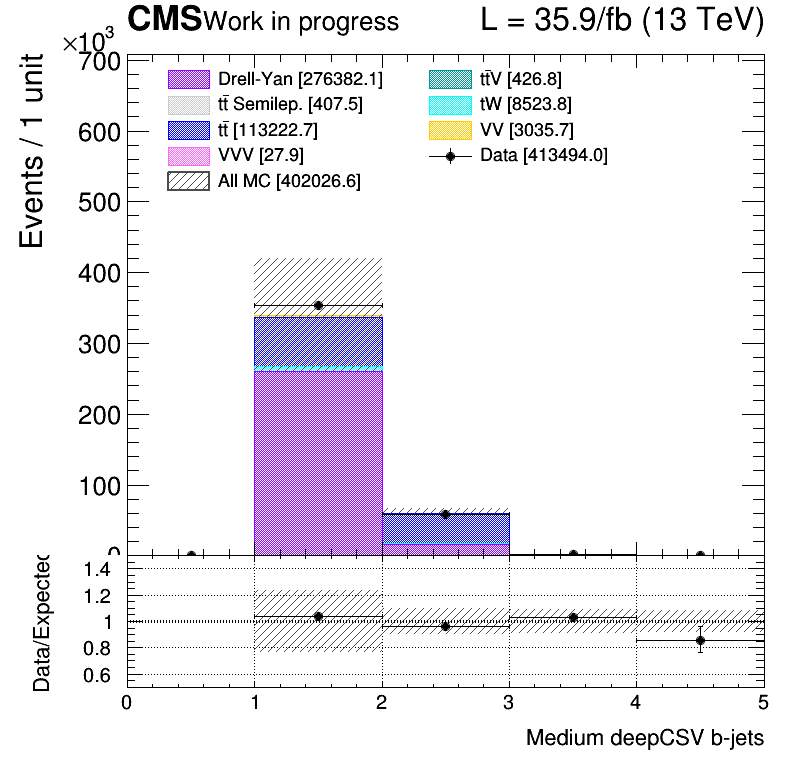 CMS Work in progress L = 35.9/fb (13 TeV)
×10³
Drell-Yan [276382.1] tt̄V [426.8]
tt̄ Semilep. [407.5] tW [8523.8]
tt̄ [113222.7] VV [3035.7]
VVV [27.9] Data [413494.0]
All MC [402026.6]
Events / 1 unit
700
600
500
400
300
200
100
0
Data/Expected
1.4
1.2
1
0.8
0.6
0 1 2 3 4 5
Medium deepCSV b-jets